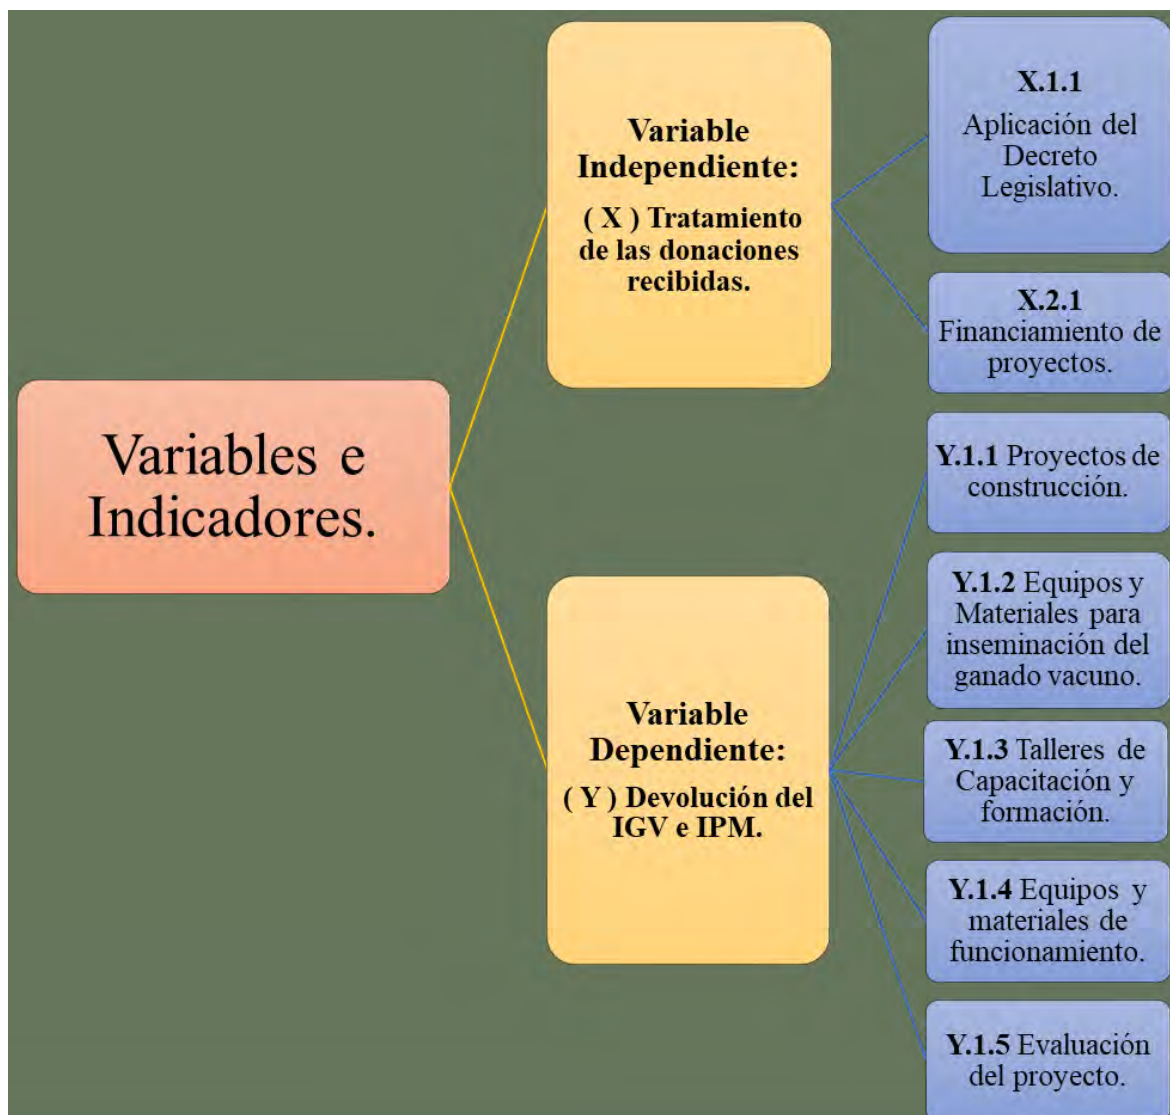 Variables e
Indicadores.
Variable
Independiente:
( X ) Tratamiento
de las donaciones
recibidas.
X.1.1
Aplicación del
Decreto
Legislativo.
X.2.1
Financiamiento de
proyectos.
Variable
Dependiente:
( Y ) Devolución del
IGV e IPM.
Y.1.1 Proyectos de
construcción.
Y.1.2 Equipos y
Materiales para
inseminación del
ganado vacuno.
Y.1.3 Talleres de
Capacitación y
formación.
Y.1.4 Equipos y
materiales de
funcionamiento.
Y.1.5 Evaluación
del proyecto.